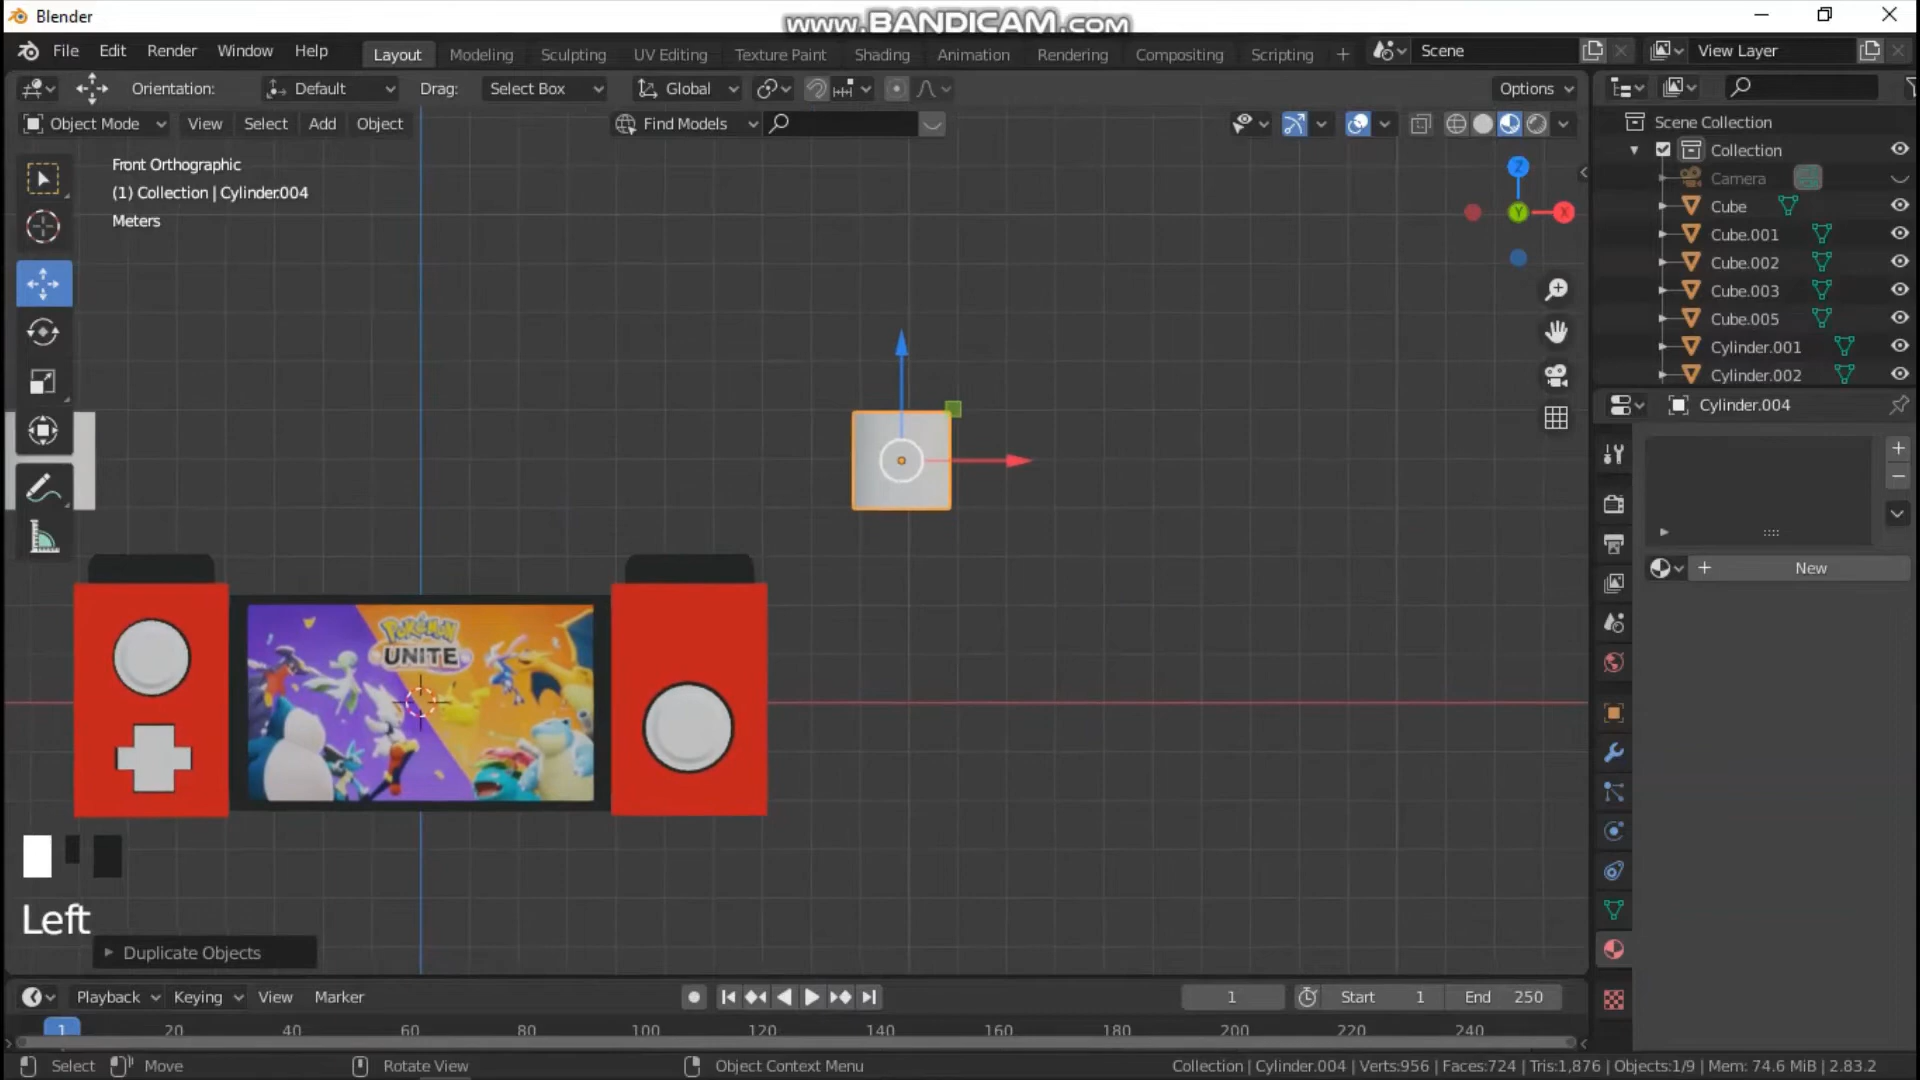 Blender
www.BANDICAM.com
File Edit Render Window Help
Layout Modeling Sculpting UV Editing Texture Paint Shading Animation Rendering Compositing Scripting +
Scene
View Layer
Orientation: Default Drag: Select Box Global Options
Object Mode View Select Add Object Find Models
Front Orthographic
(1) Collection | Cylinder.004
Meters
Z
Y
X
Scene Collection
Collection
Camera
Cube
Cube.001
Cube.002
Cube.003
Cube.005
Cylinder.001
Cylinder.002
Cylinder.004
New
POKÉMON
UNITE
Left
Duplicate Objects
Playback Keying View Marker 1 Start 1 End 250
1 20 40 60 80 100 120 140 160 180 200 220 240
Select Move Rotate View Object Context Menu Collection | Cylinder.004 | Verts:956 | Faces:724 | Tris:1,876 | Objects:1/9 | Mem: 74.6 MiB | 2.83.2